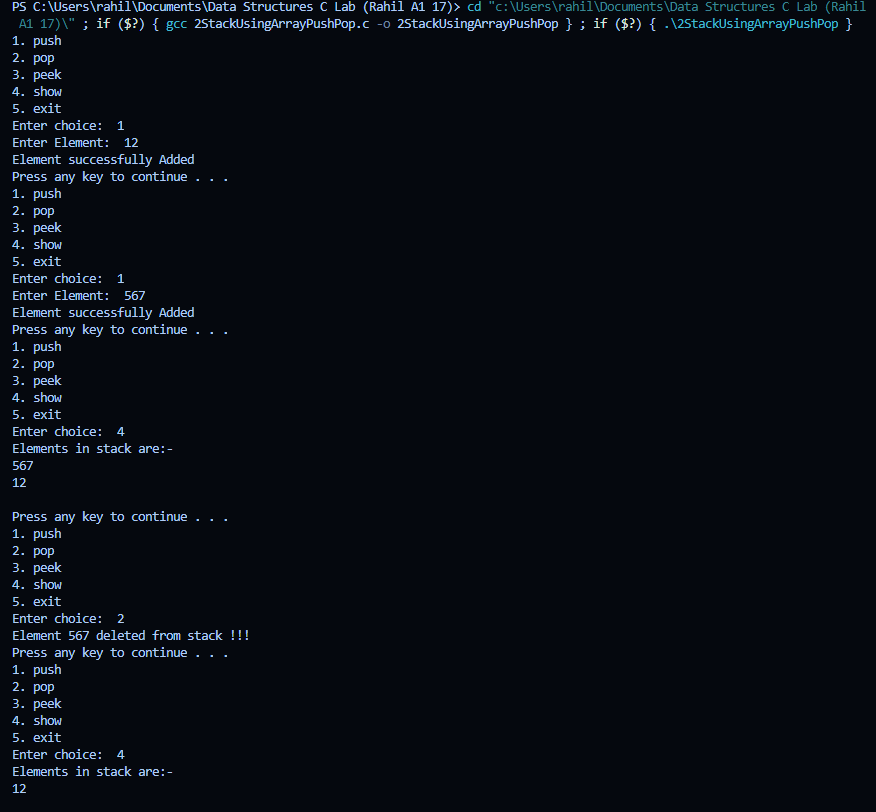 PS C:\Users\rahil\Documents\Data Structures C Lab (Rahil A1 17)> cd "c:\Users\rahil\Documents\Data Structures C Lab (Rahil
 A1 17)\" ; if ($?) { gcc 2StackUsingArrayPushPop.c -o 2StackUsingArrayPushPop } ; if ($?) { .\2StackUsingArrayPushPop }
1. push
2. pop
3. peek
4. show
5. exit
Enter choice:  1
Enter Element:  12
Element successfully Added
Press any key to continue . . .
1. push
2. pop
3. peek
4. show
5. exit
Enter choice:  1
Enter Element:  567
Element successfully Added
Press any key to continue . . .
1. push
2. pop
3. peek
4. show
5. exit
Enter choice:  4
Elements in stack are:-
567
12

Press any key to continue . . .
1. push
2. pop
3. peek
4. show
5. exit
Enter choice:  2
Element 567 deleted from stack !!!
Press any key to continue . . .
1. push
2. pop
3. peek
4. show
5. exit
Enter choice:  4
Elements in stack are:-
12